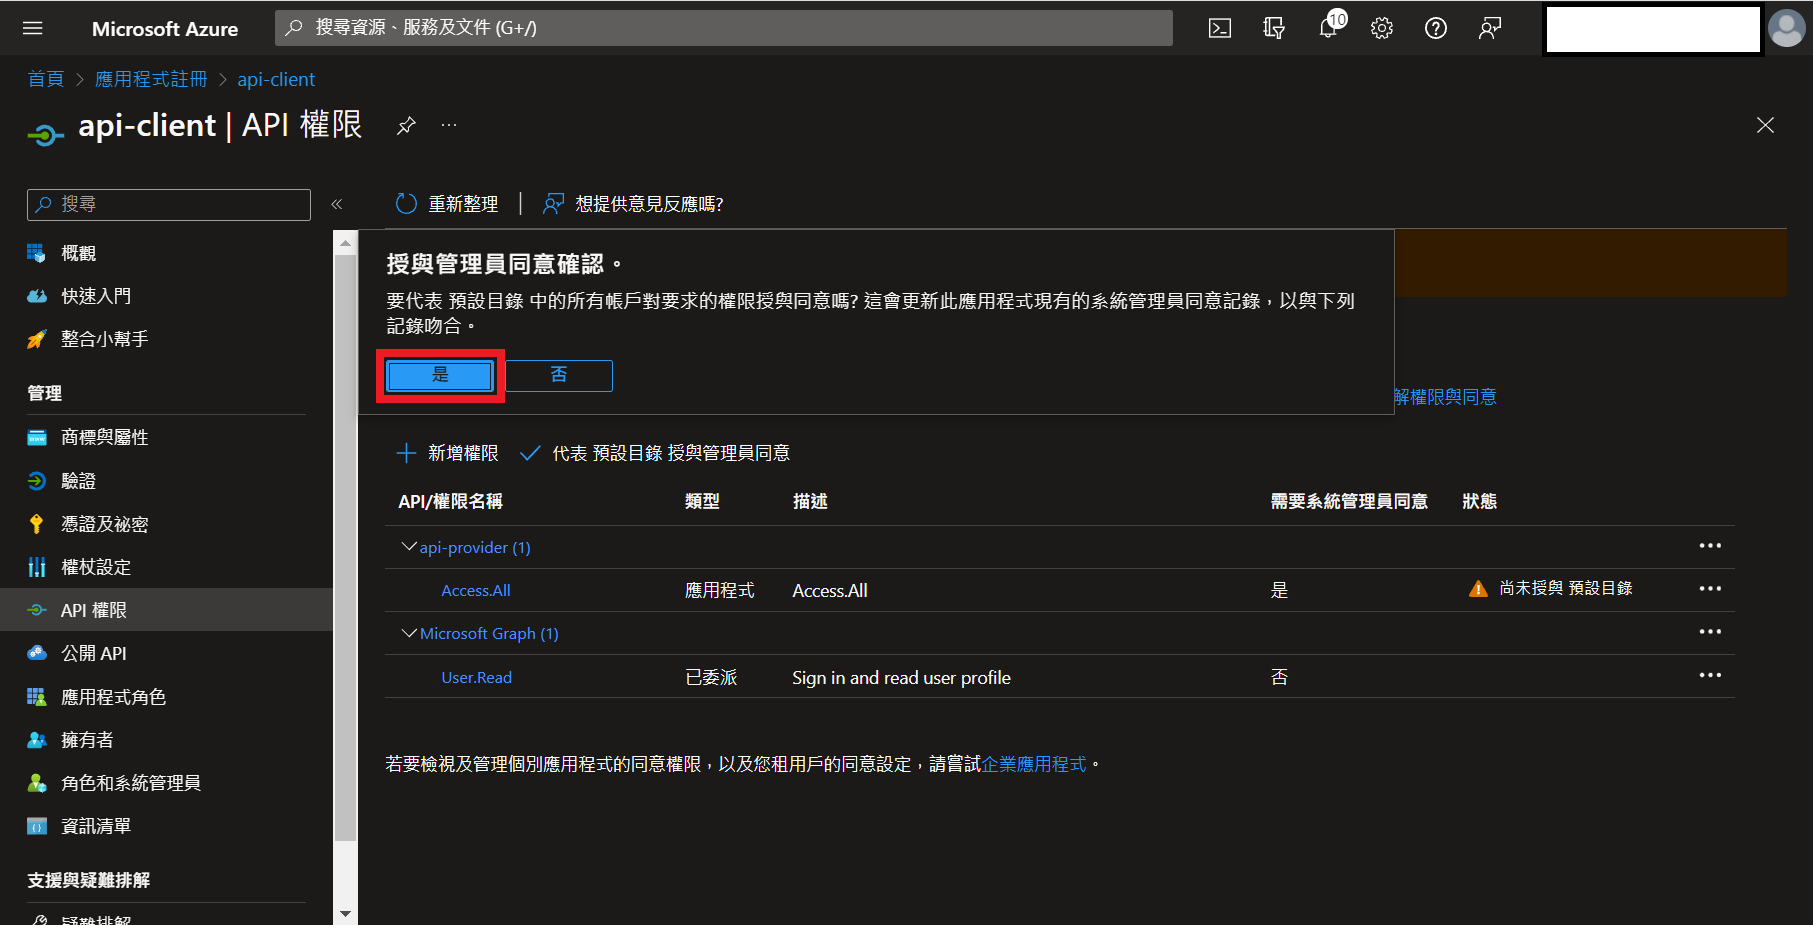 Microsoft Azure
搜尋資源、服務及文件 (G+/)
10
首頁 > 應用程式註冊 > api-client
api-client | API 權限
搜尋
«
重新整理
想提供意見反應嗎?
概觀
快速入門
整合小幫手
管理
商標與屬性
驗證
憑證及祕密
權杖設定
API 權限
公開 API
應用程式角色
擁有者
角色和系統管理員
資訊清單
支援與疑難排解
疑難排解
授與管理員同意確認。
要代表 預設目錄 中的所有帳戶對要求的權限授與同意嗎? 這會更新此應用程式現有的系統管理員同意記錄，以與下列
記錄吻合。
是
否
解權限與同意
新增權限
代表 預設目錄 授與管理員同意
API/權限名稱 類型 描述 需要系統管理員同意 狀態
api-provider (1)
Access.All 應用程式 Access.All 是 尚未授與 預設目錄
Microsoft Graph (1)
User.Read 已委派 Sign in and read user profile 否
若要檢視及管理個別應用程式的同意權限，以及您租用戶的同意設定，請嘗試企業應用程式。